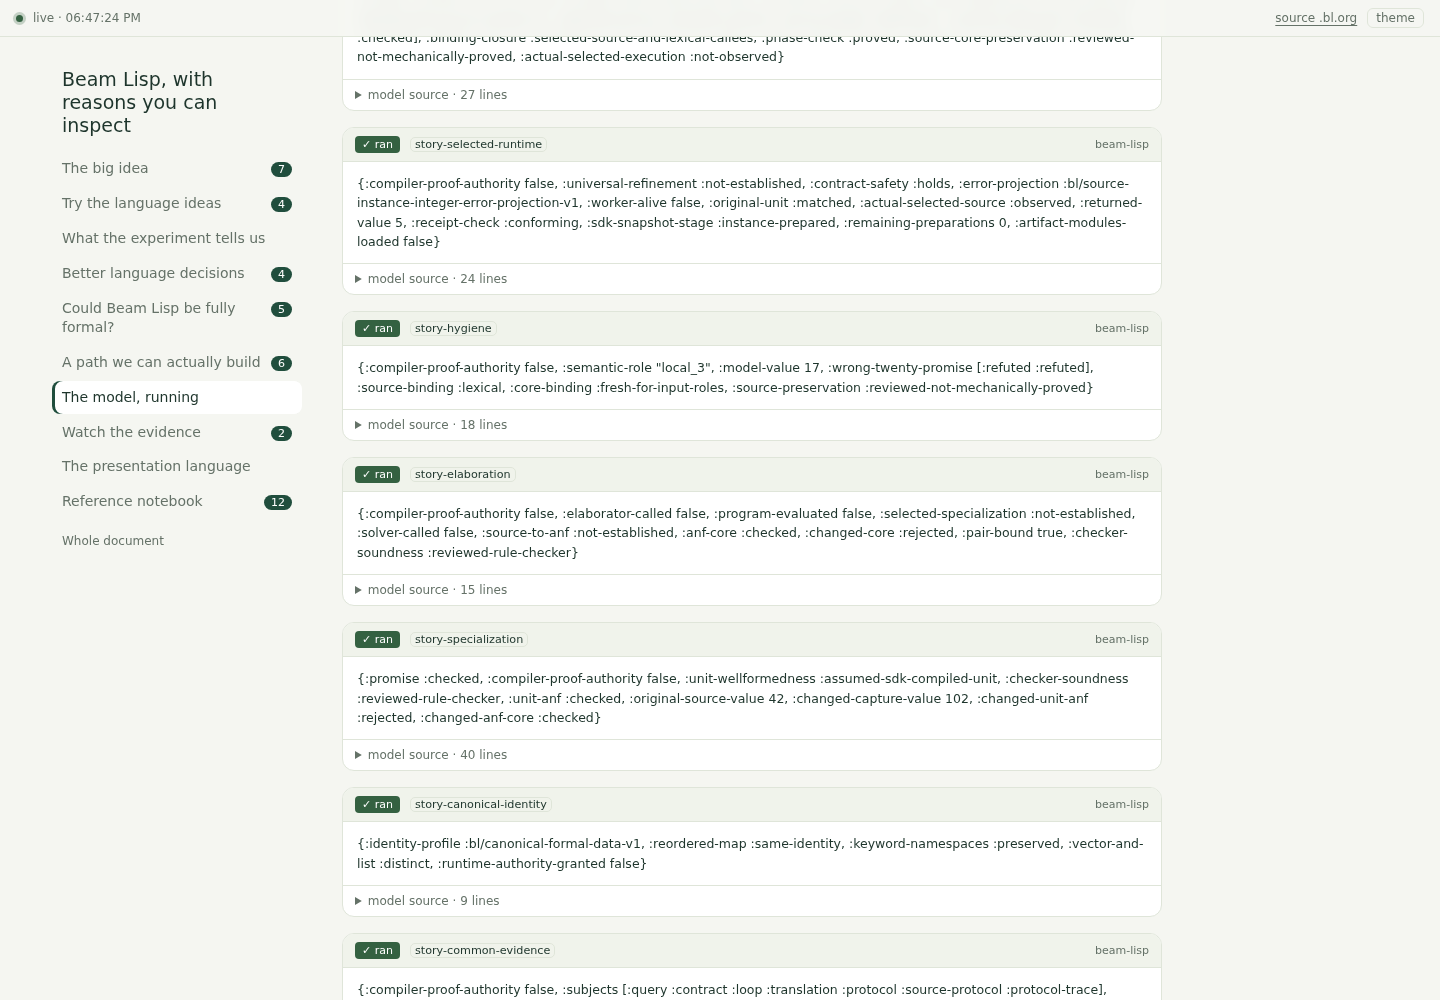 live · 06:47:24 PM
source .bl.org
theme
Beam Lisp, with
reasons you can
inspect
The big idea 7
Try the language ideas 4
What the experiment tells us
Better language decisions 4
Could Beam Lisp be fully
formal? 5
A path we can actually build 6
The model, running
Watch the evidence 2
The presentation language
Reference notebook 12
Whole document
:checked], :binding-closure :selected-source-and-lexical-callees, :phase-check :proved, :source-core-preservation :reviewed-
not-mechanically-proved, :actual-selected-execution :not-observed}
▶ model source · 27 lines
✓ ran story-selected-runtime beam-lisp
{:compiler-proof-authority false, :universal-refinement :not-established, :contract-safety :holds, :error-projection :bl/source-
instance-integer-error-projection-v1, :worker-alive false, :original-unit :matched, :actual-selected-source :observed, :returned-
value 5, :receipt-check :conforming, :sdk-snapshot-stage :instance-prepared, :remaining-preparations 0, :artifact-modules-
loaded false}
▶ model source · 24 lines
✓ ran story-hygiene beam-lisp
{:compiler-proof-authority false, :semantic-role "local_3", :model-value 17, :wrong-twenty-promise [:refuted :refuted],
:source-binding :lexical, :core-binding :fresh-for-input-roles, :source-preservation :reviewed-not-mechanically-proved}
▶ model source · 18 lines
✓ ran story-elaboration beam-lisp
{:compiler-proof-authority false, :elaborator-called false, :program-evaluated false, :selected-specialization :not-established,
:solver-called false, :source-to-anf :not-established, :anf-core :checked, :changed-core :rejected, :pair-bound true, :checker-
soundness :reviewed-rule-checker}
▶ model source · 15 lines
✓ ran story-specialization beam-lisp
{:promise :checked, :compiler-proof-authority false, :unit-wellformedness :assumed-sdk-compiled-unit, :checker-soundness
:reviewed-rule-checker, :unit-anf :checked, :original-source-value 42, :changed-capture-value 102, :changed-unit-anf
:rejected, :changed-anf-core :checked}
▶ model source · 40 lines
✓ ran story-canonical-identity beam-lisp
{:identity-profile :bl/canonical-formal-data-v1, :reordered-map :same-identity, :keyword-namespaces :preserved, :vector-and-
list :distinct, :runtime-authority-granted false}
▶ model source · 9 lines
✓ ran story-common-evidence beam-lisp
{:compiler-proof-authority false, :subjects [:query :contract :loop :translation :protocol :source-protocol :protocol-trace],